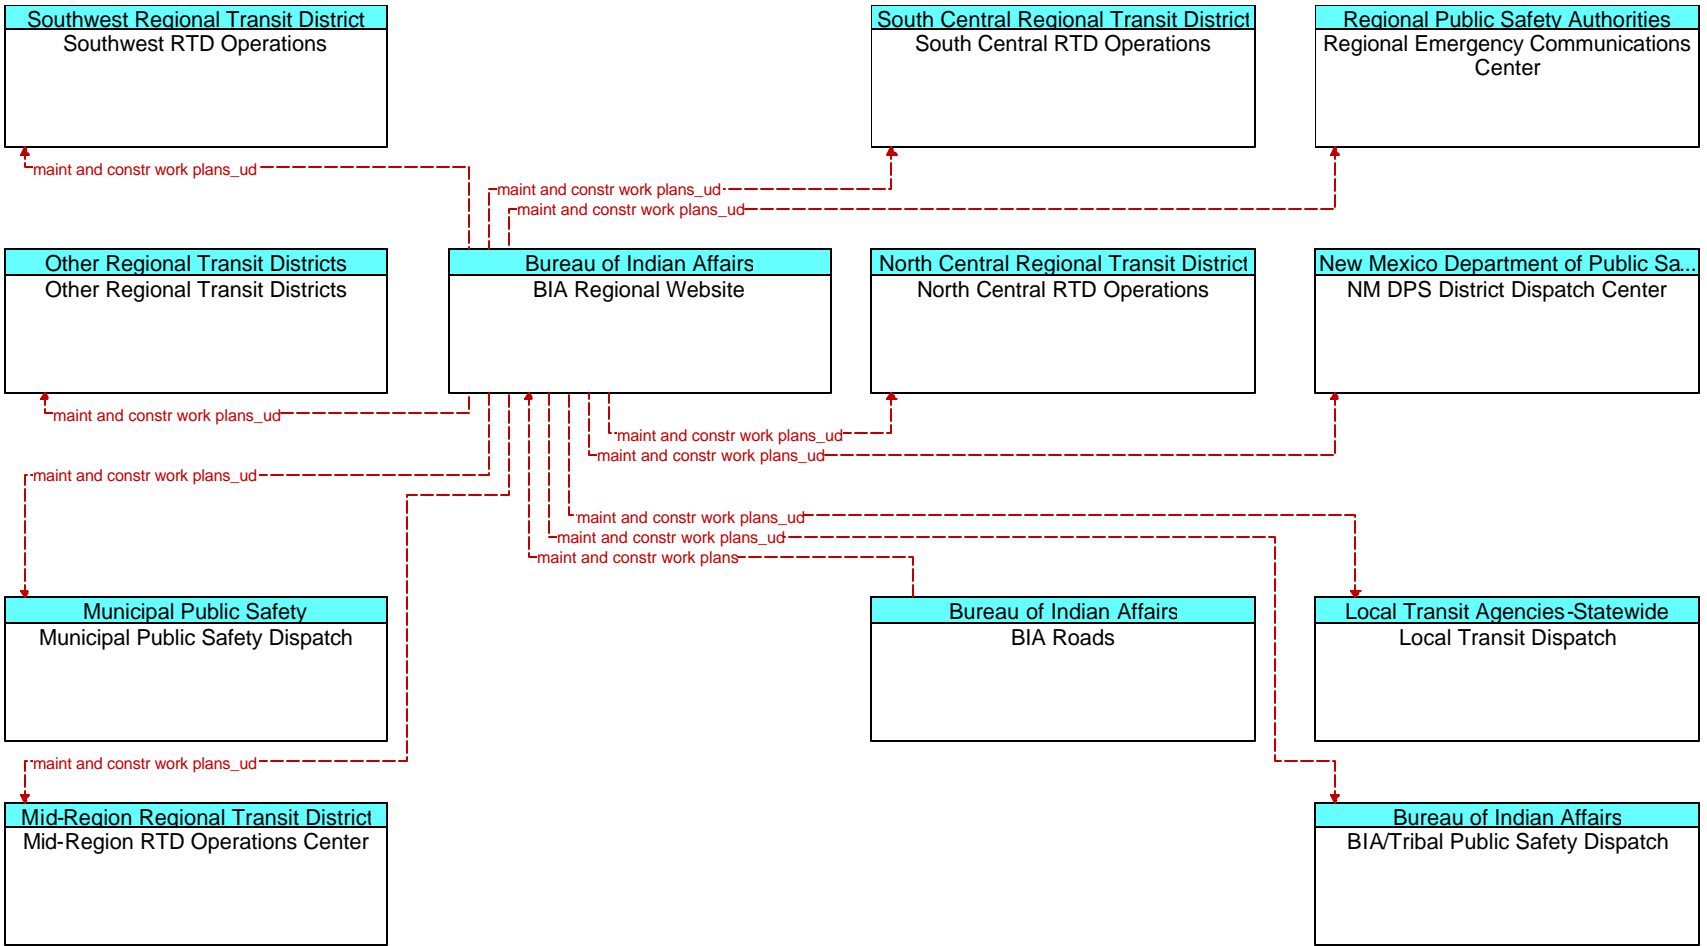 Southwest Regional Transit District
Southwest RTD Operations
South Central Regional Transit District
South Central RTD Operations
Regional Public Safety Authorities
Regional Emergency Communications
Center
maint and constr work plans_ud
maint and constr work plans_ud
maint and constr work plans_ud
Other Regional Transit Districts
Other Regional Transit Districts
Bureau of Indian Affairs
BIA Regional Website
North Central Regional Transit District
North Central RTD Operations
New Mexico Department of Public Sa...
NM DPS District Dispatch Center
maint and constr work plans_ud
maint and constr work plans_ud
maint and constr work plans_ud
maint and constr work plans_ud
maint and constr work plans_ud
maint and constr work plans_ud
maint and constr work plans
Municipal Public Safety
Municipal Public Safety Dispatch
Bureau of Indian Affairs
BIA Roads
Local Transit Agencies-Statewide
Local Transit Dispatch
maint and constr work plans_ud
Mid-Region Regional Transit District
Mid-Region RTD Operations Center
Bureau of Indian Affairs
BIA/Tribal Public Safety Dispatch